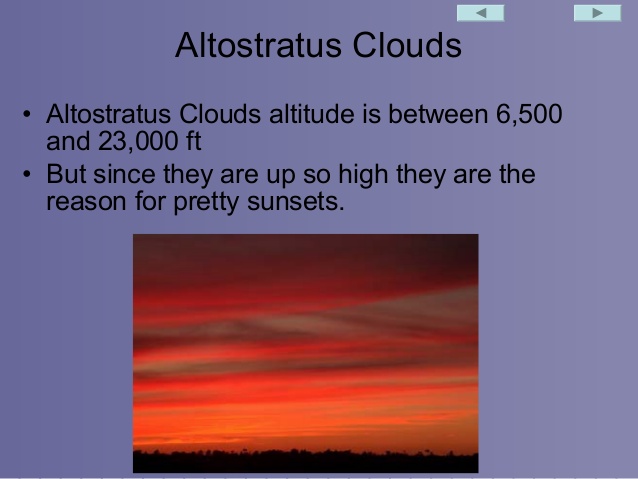 Altostratus Clouds
• Altostratus Clouds altitude is between 6,500
and 23,000 ft
• But since they are up so high they are the
reason for pretty sunsets.